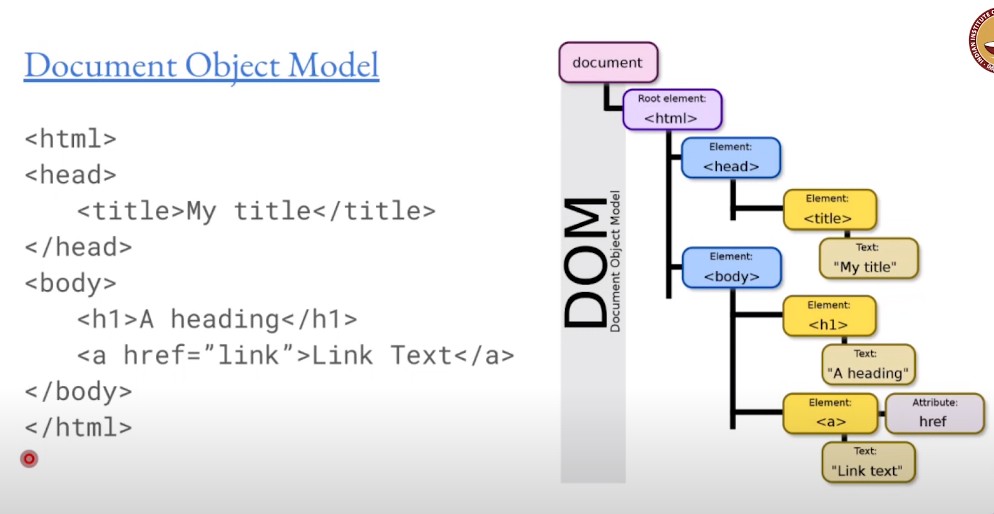 Document Object Model
<html>
<head>
<title>My title</title>
</head>
<body>
<h1>A heading</h1>
<a href=”link”>Link Text</a>
</body>
</html>
document
Root element:
<html>
Element:
<head>
Element:
<title>
Text:
"My title"
Element:
<body>
Element:
<h1>
Text:
"A heading"
Element:
<a>
Attribute:
href
Text:
"Link text"
DOM
Document Object Model